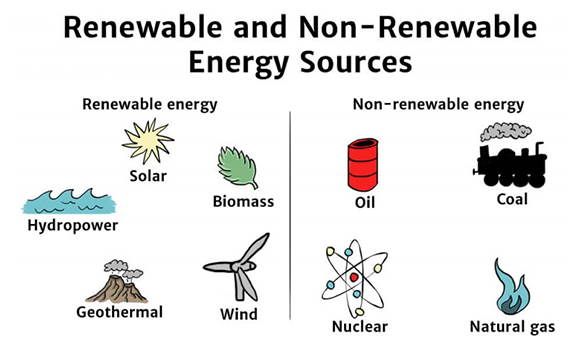 Renewable and Non-Renewable
Energy Sources
Renewable energy
Solar
Biomass
Hydropower
Geothermal
Wind
Non-renewable energy
Oil
Coal
Nuclear
Natural gas